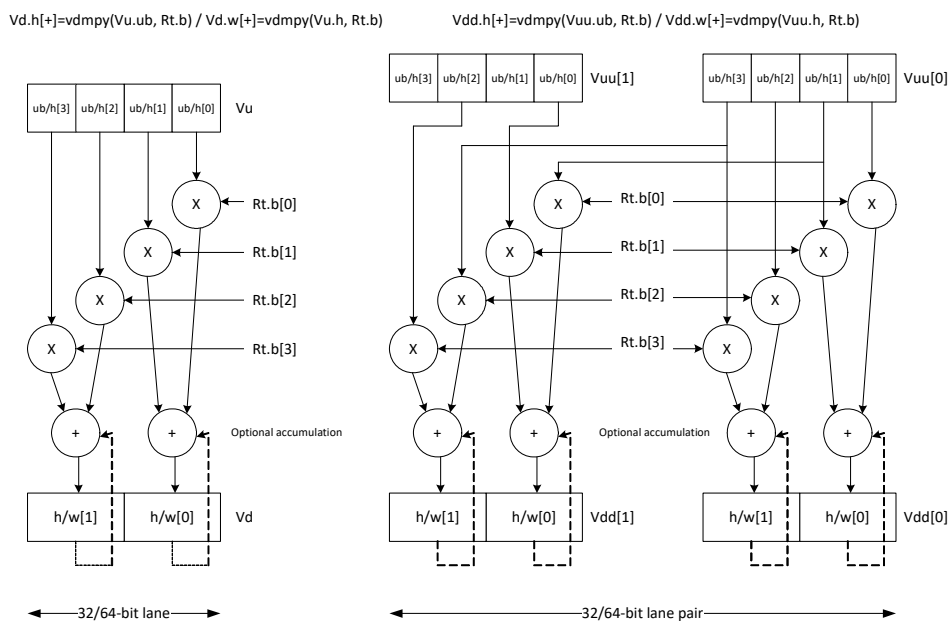 Vd.h[+]=vdmpy(Vu.ub, Rt.b) / Vd.w[+]=vdmpy(Vu.h, Rt.b)
Vdd.h[+]=vdmpy(Vuu.ub, Rt.b) / Vdd.w[+]=vdmpy(Vuu.h, Rt.b)
ub/h[3] ub/h[2] ub/h[1] ub/h[0] Vu
ub/h[3] ub/h[2] ub/h[1] ub/h[0] Vuu[1]
ub/h[3] ub/h[2] ub/h[1] ub/h[0] Vuu[0]
X Rt.b[0] X Rt.b[0] X
X Rt.b[1] X Rt.b[1] X
X Rt.b[2] X Rt.b[2] X
X Rt.b[3] X Rt.b[3] X
+ + Optional accumulation + + Optional accumulation + +
h/w[1] h/w[0] Vd
h/w[1] h/w[0] Vdd[1]
h/w[1] h/w[0] Vdd[0]
32/64-bit lane
32/64-bit lane pair